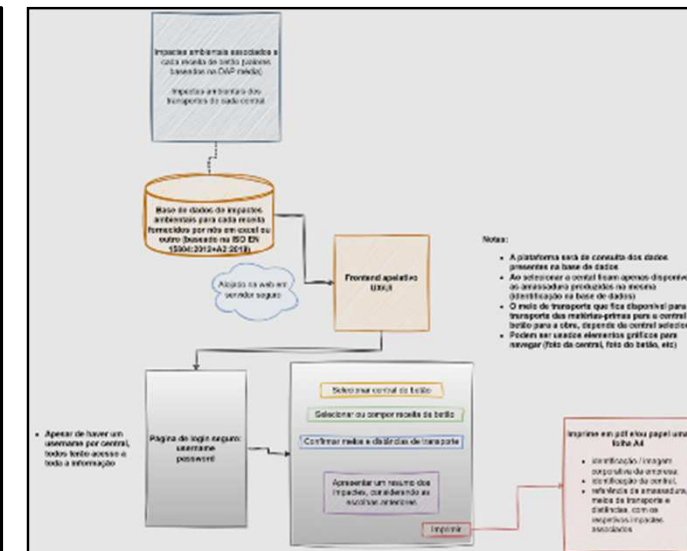 Impactes ambientais associados a
cada receita de betão (valores
baseados na DAP média)
Impactes ambientais dos
transportes de cada central
Base de dados de impactes
ambientais para cada receita
fornecidos por nós em excel ou
outro (baseado na ISO EN
15804:2012+A2:2019)
Alojado na web em
servidor seguro
Frontend apelativo
UX/UI
Notas:
A plataforma será de consulta dos dados
presentes na base de dados
Ao selecionar a cental ficam apenas disponíve
as amassadura produzidas na mesma
(identificação na base de dados)
O meio de transporte que fica disponível para
transporte das matérias-primas para a central
betão para a obra, depende da central selecio
Podem ser usados elementos gráficos para
navegar (foto da central, foto do betão, etc)
Apesar de haver um
username por central,
todos terão acesso a
toda a informação
Página de login seguro:
username
password
Selecionar central de betão
Selecionar ou compor receita de betão
Confirmar meios e distâncias de transporte
Apresentar um resumo dos
impactes, considerando as
escolhas anteriores
Imprimir
Imprime em pdf e/ou papel uma
folha A4
identificação / imagem
corporativa da empresa
identificação da central,
referência de amassadura,
meios de transporte e
distâncias, com os
respetivos impactes
associados